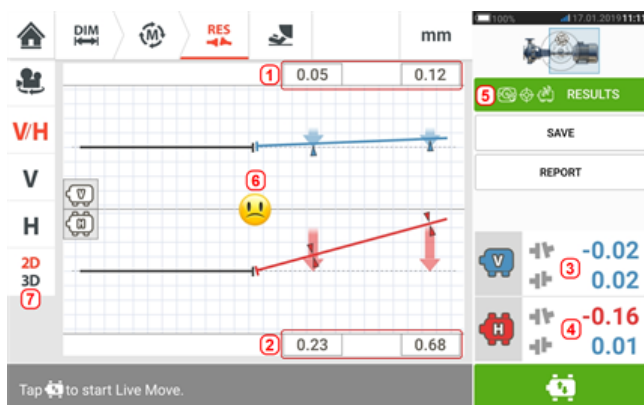 DIM
M
RES
mm
100%
17.01.2019 11:11
1
0.05
0.12
5
RESULTS
V/H
V
H
2D
3D
7
V
H
6
SAVE
REPORT
V
-0.02
3
0.02
H
-0.16
4
0.01
2
0.23
0.68
Tap to start Live Move.